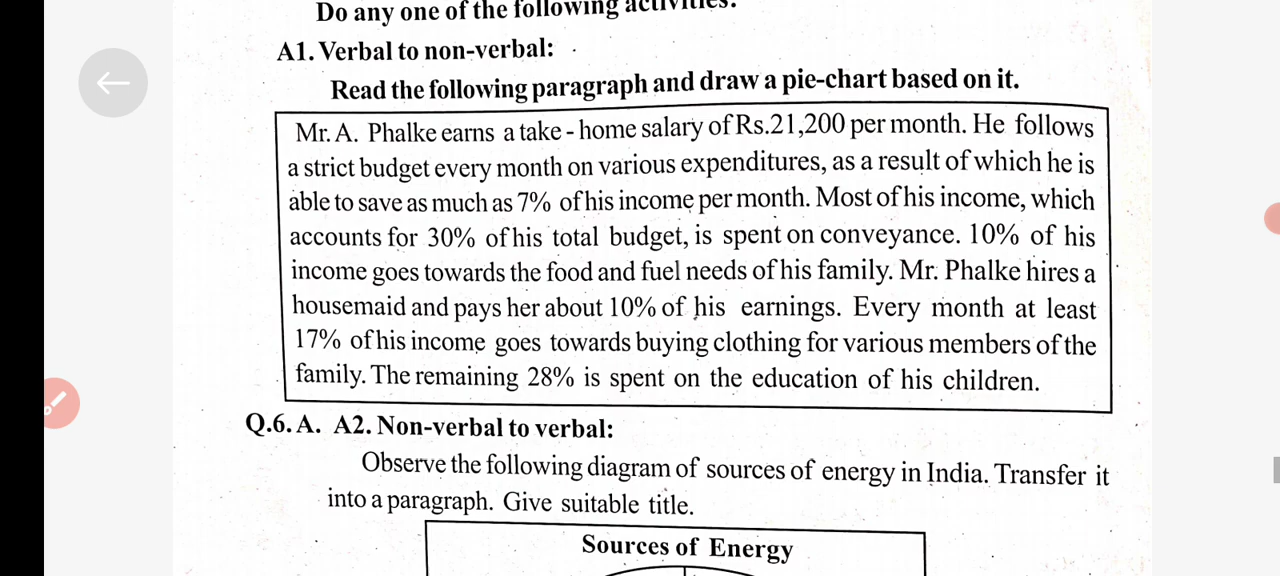 Do any one of the following activities:
A1. Verbal to non-verbal:
Read the following paragraph and draw a pie-chart based on it.
Mr. A. Phalke earns a take - home salary of Rs.21,200 per month. He follows
a strict budget every month on various expenditures, as a result of which he is
able to save as much as 7% of his income per month. Most of his income, which
accounts for 30% of his total budget, is spent on conveyance. 10% of his
income goes towards the food and fuel needs of his family. Mr. Phalke hires a
housemaid and pays her about 10% of his earnings. Every month at least
17% of his income goes towards buying clothing for various members of the
family. The remaining 28% is spent on the education of his children.
Q.6. A. A2. Non-verbal to verbal:
Observe the following diagram of sources of energy in India. Transfer it
into a paragraph. Give suitable title.
Sources of Energy